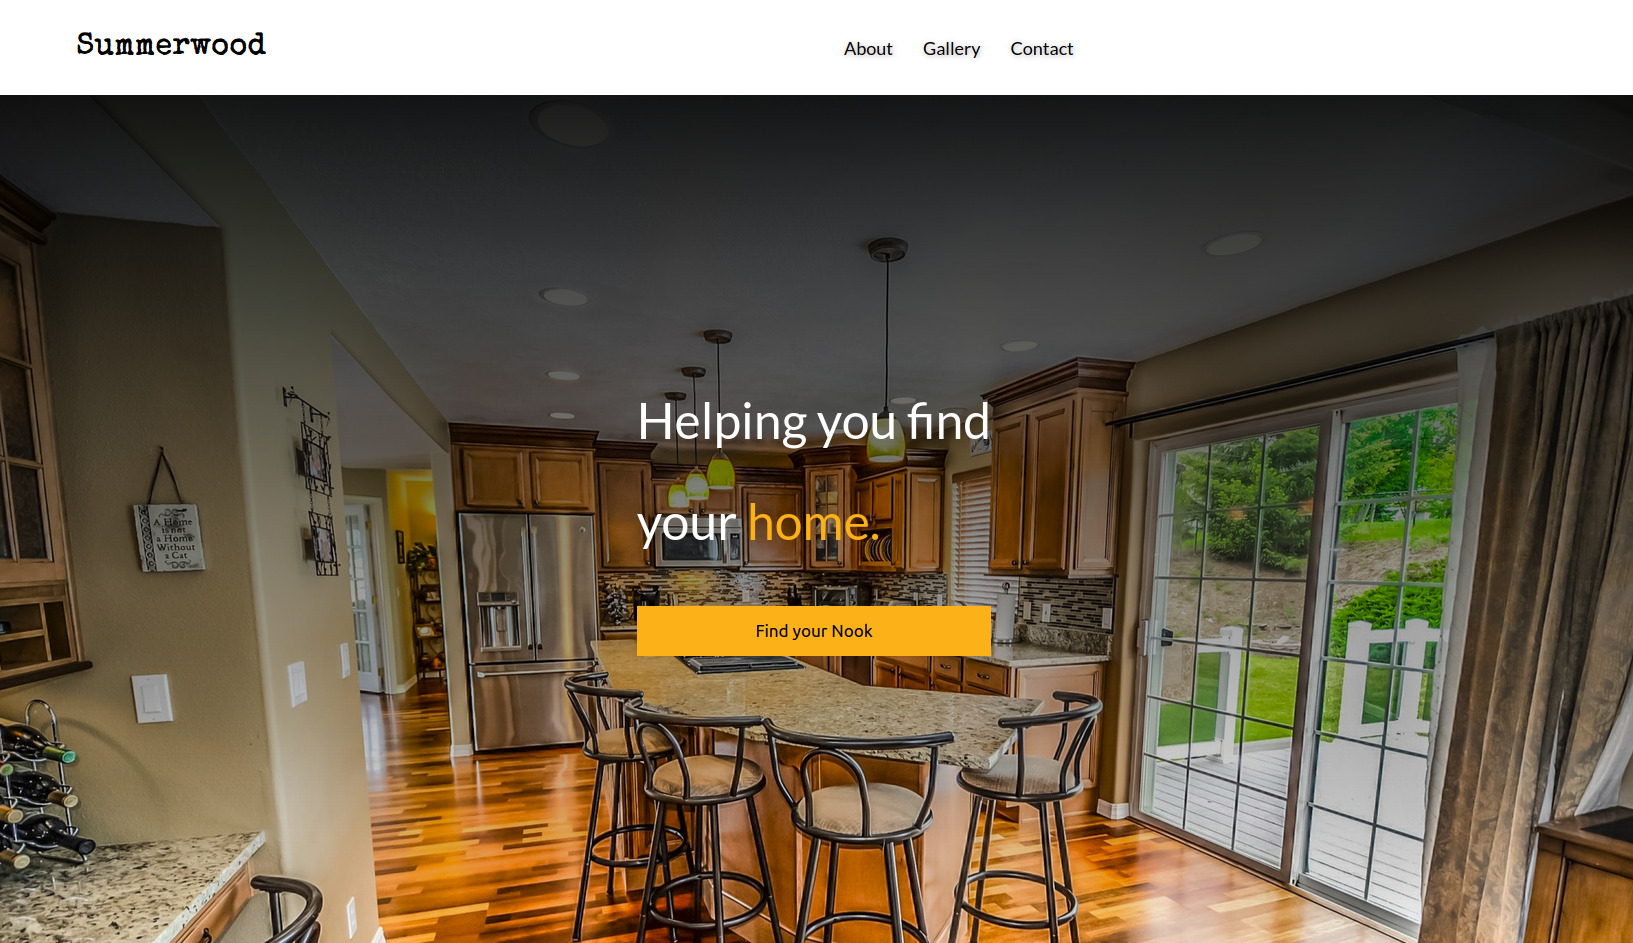 Summerwood
About Gallery Contact
Helping you find
your home.
A Home
is not
a Home
Without
a Cat
Find your Nook